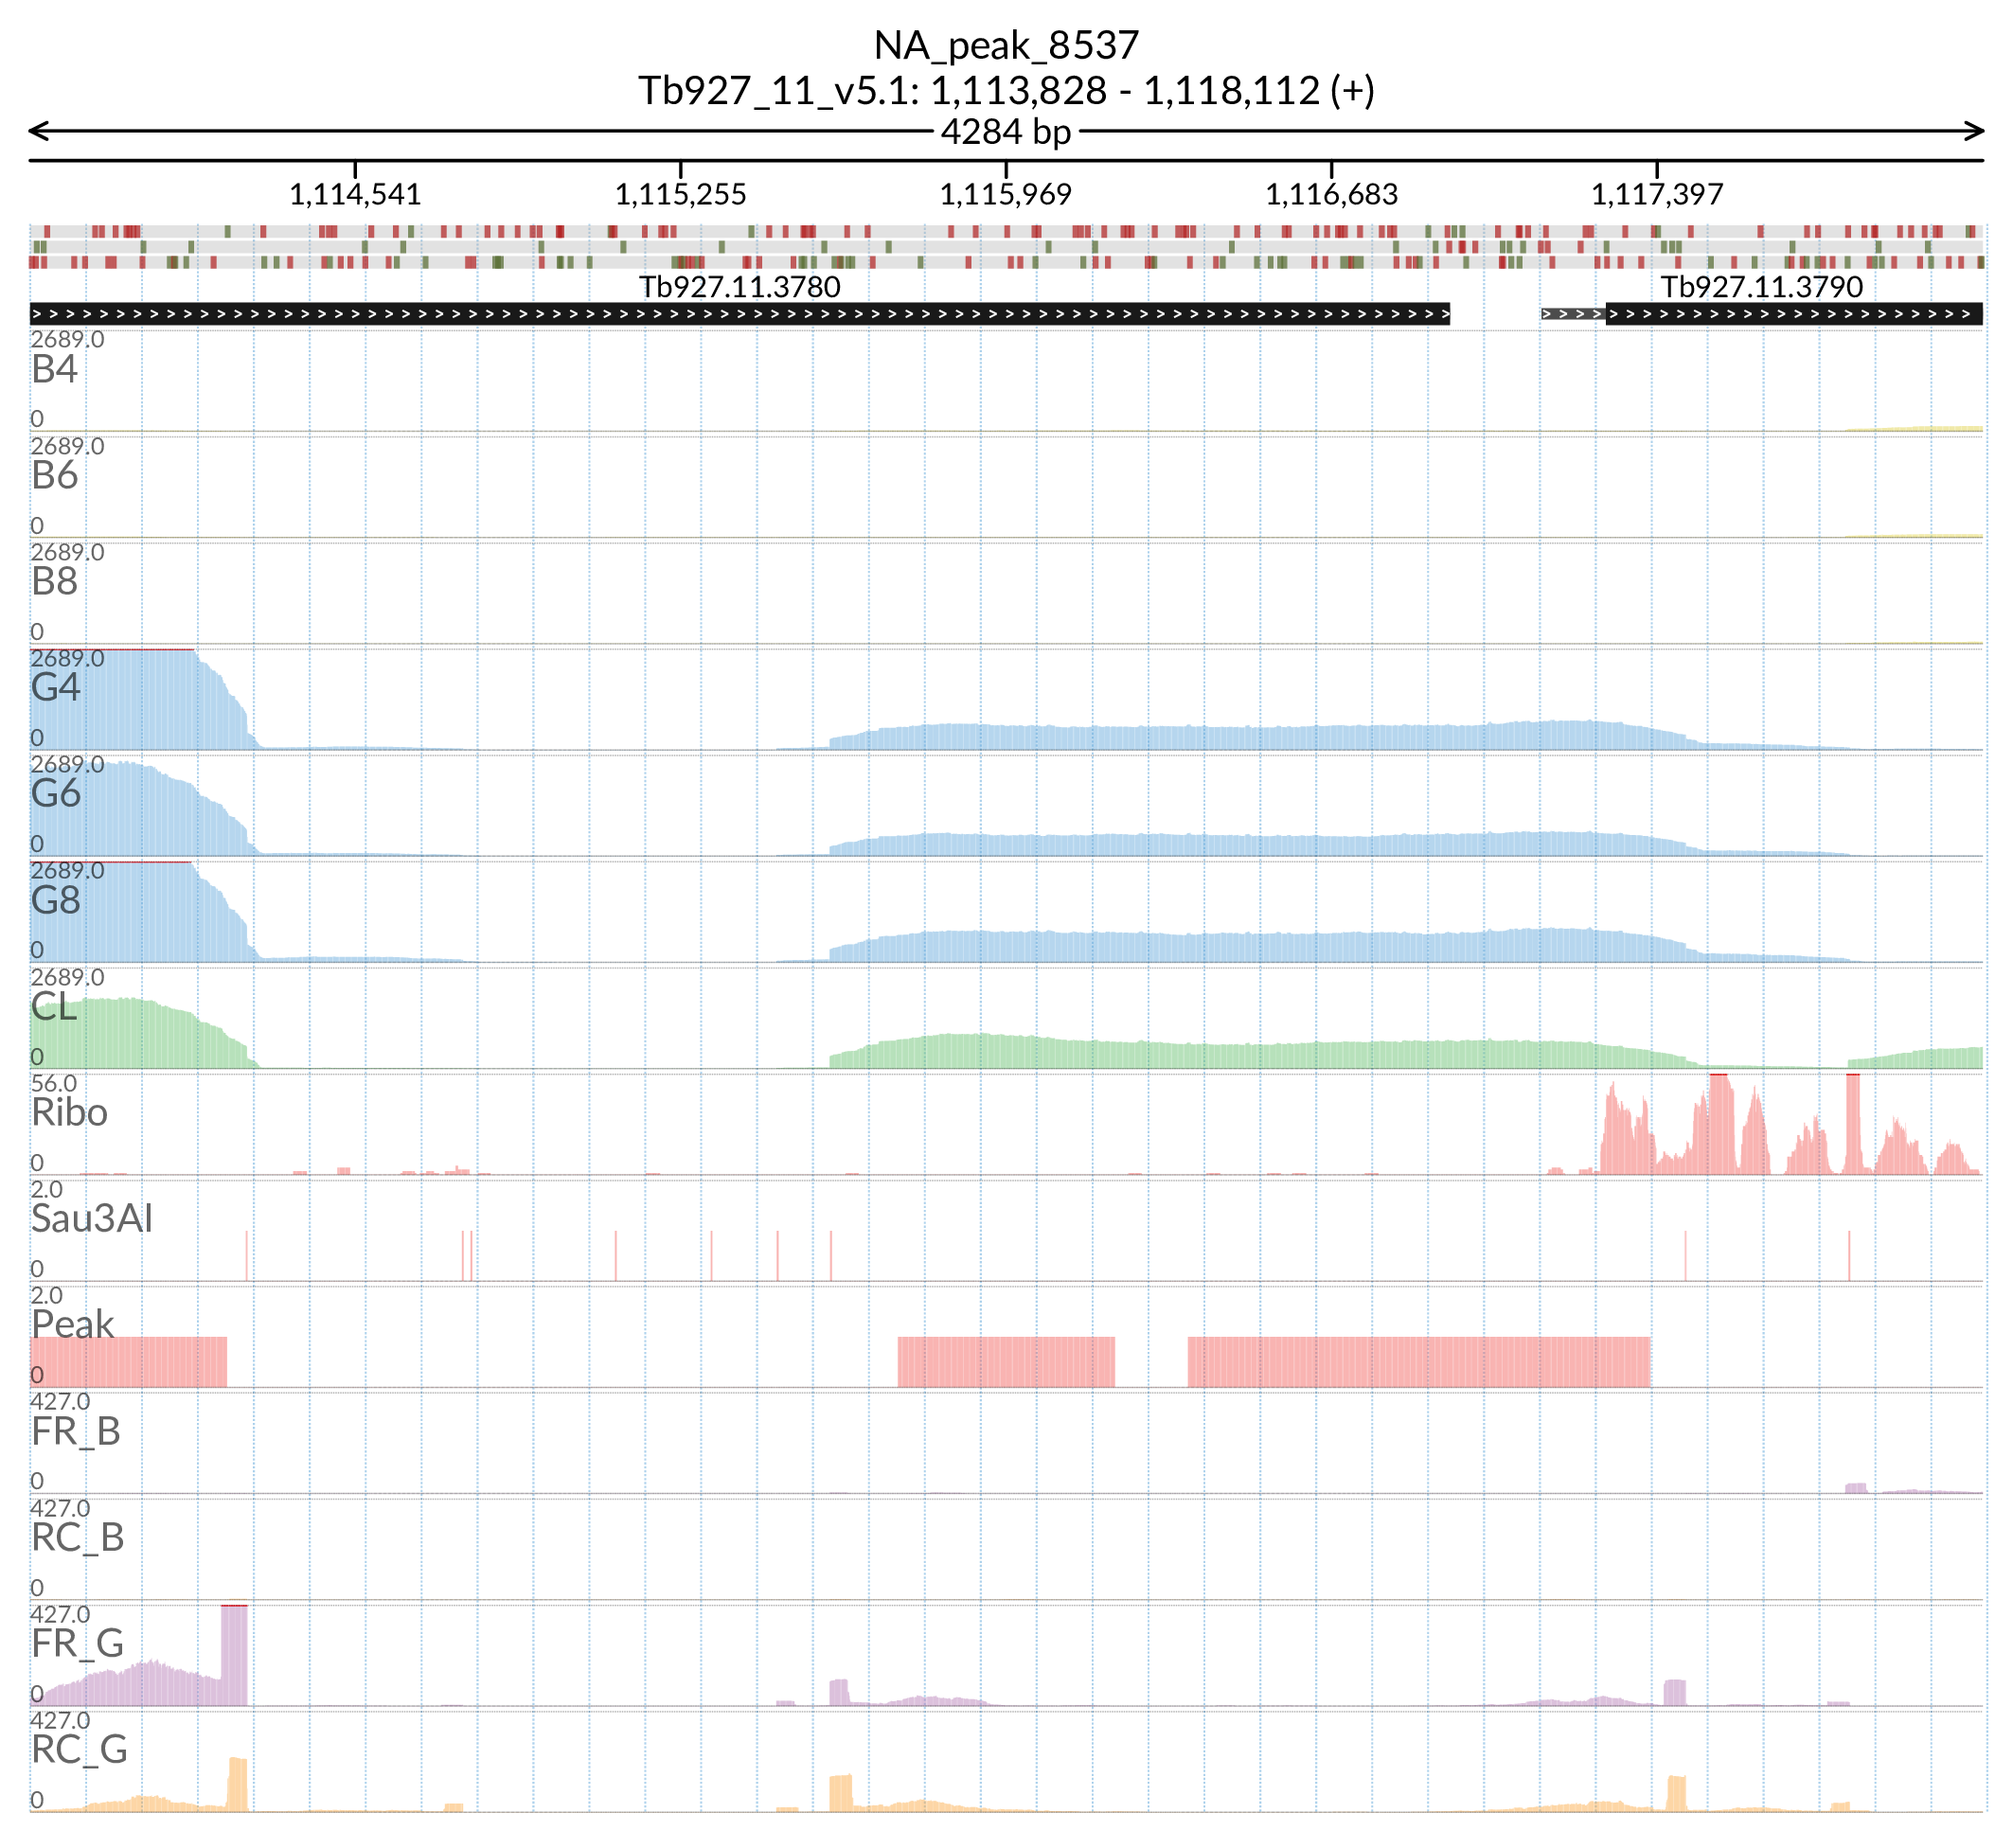 NA_peak_8537
Tb927_11_v5.1: 1,113,828 - 1,118,112 (+)
4284 bp
1,114,541 1,115,255 1,115,969 1,116,683 1,117,397
Tb927.11.3780 Tb927.11.3790
2689.0
B4
0
2689.0
B6
0
2689.0
B8
0
2689.0
G4
0
2689.0
G6
0
2689.0
G8
0
2689.0
CL
0
56.0
Ribo
0
2.0
Sau3AI
0
2.0
Peak
0
427.0
FR_B
0
427.0
RC_B
0
427.0
FR_G
0
427.0
RC_G
0